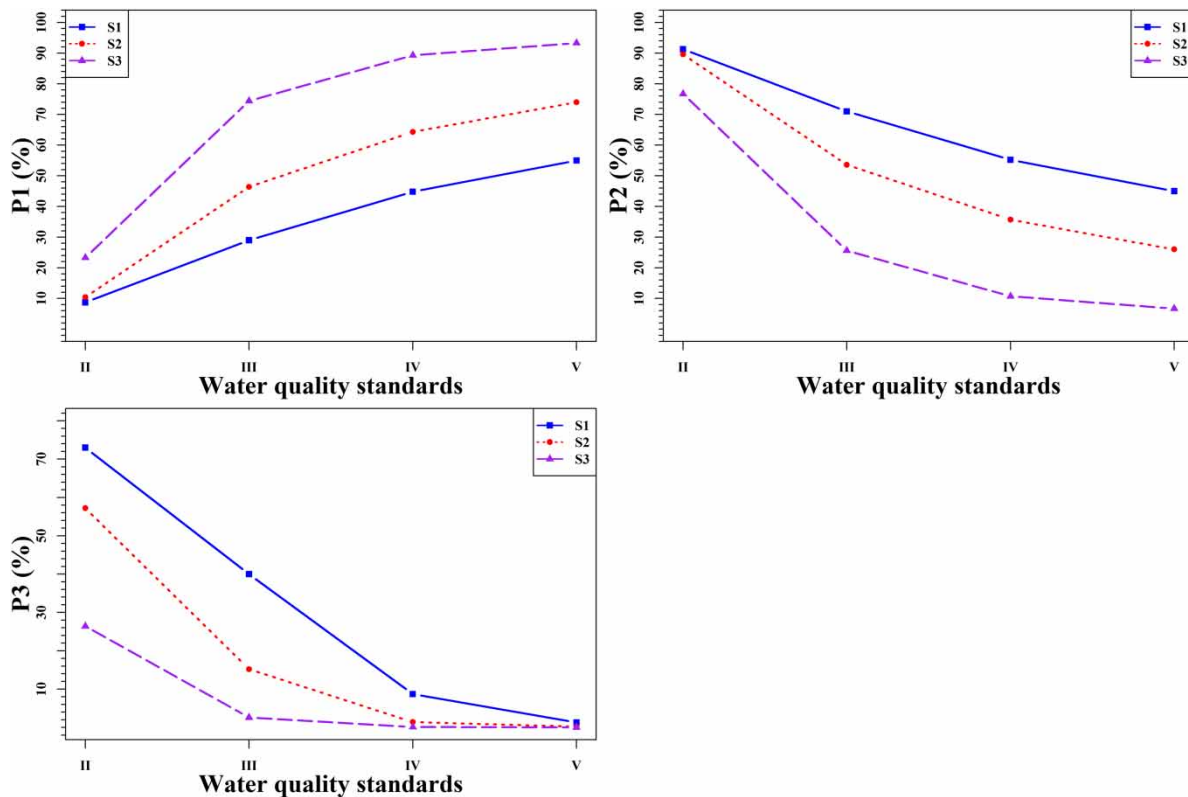 P1 (%)
100
90
80
70
60
50
40
30
20
10
S1
S2
S3
II III IV V
Water quality standards
P2 (%)
100
90
80
70
60
50
40
30
20
10
S1
S2
S3
II III IV V
Water quality standards
P3 (%)
70
50
30
10
S1
S2
S3
II III IV V
Water quality standards